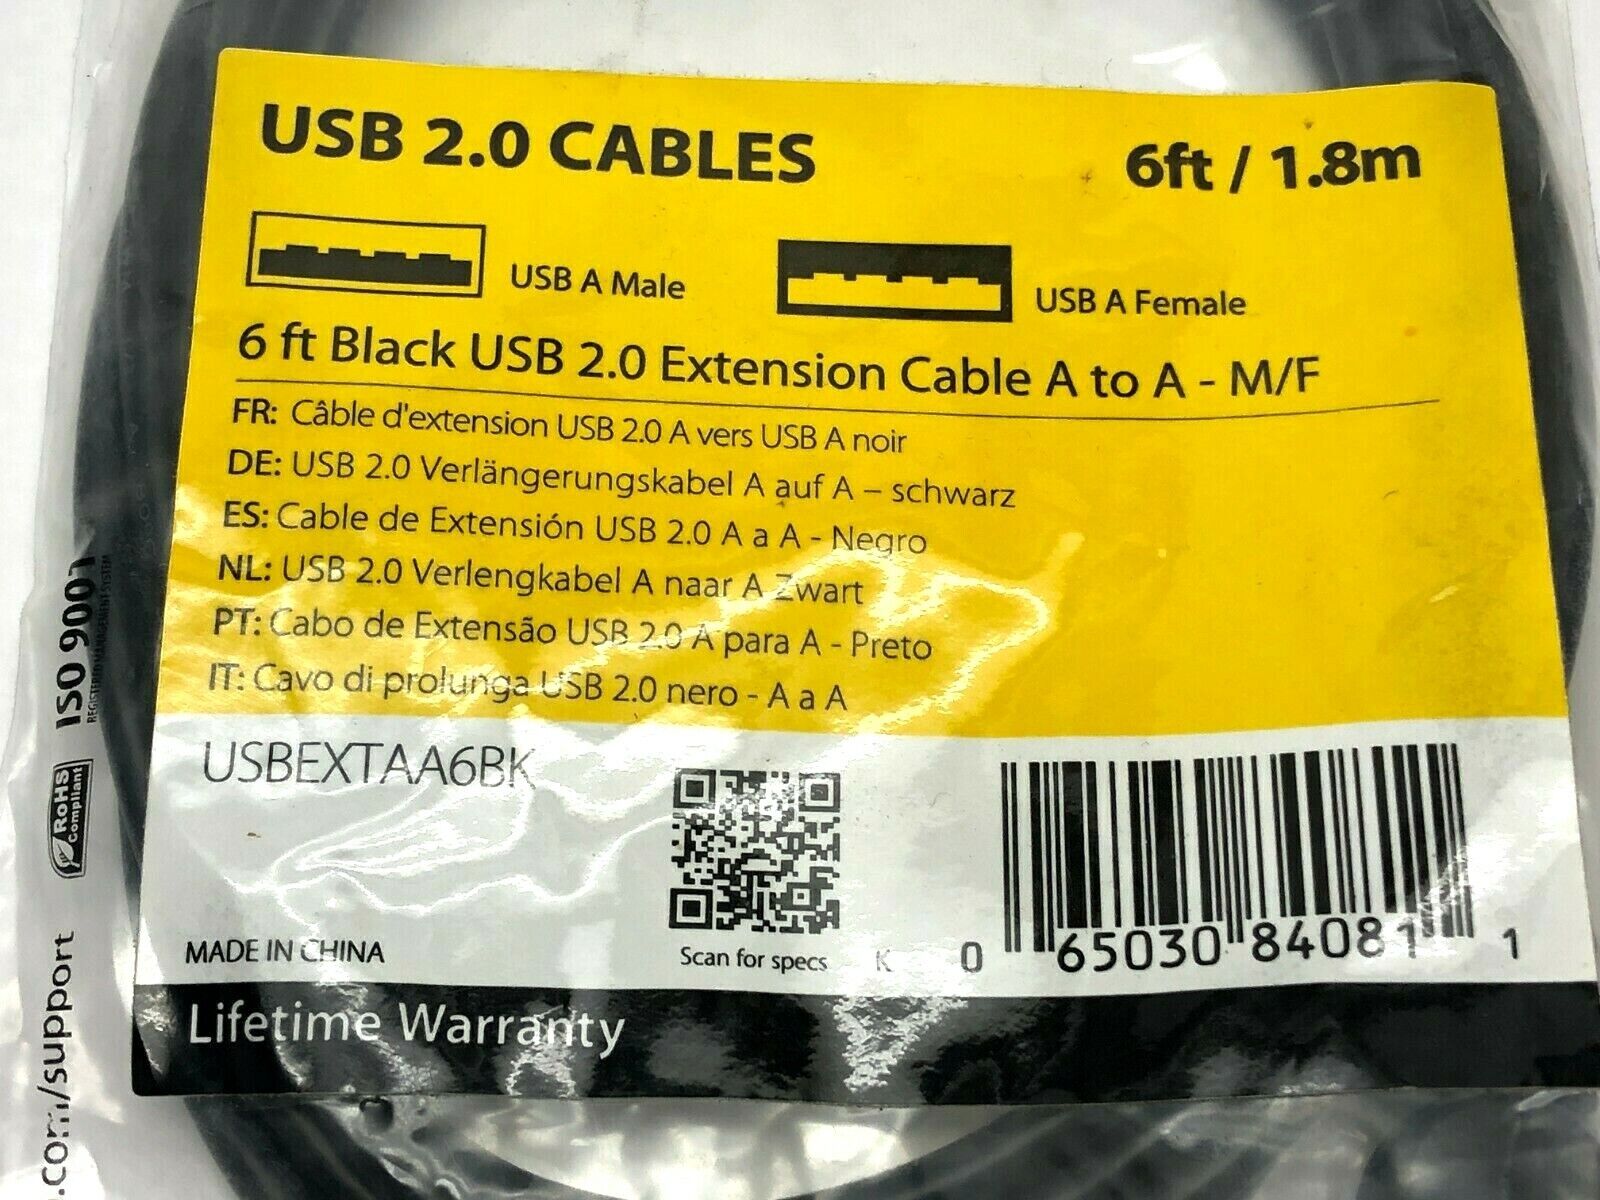 USB 2.0 CABLES
6ft / 1.8m
USB A Male
USB A Female
6 ft Black USB 2.0 Extension Cable A to A - M/F
FR: Câble d'extension USB 2.0 A vers USB A noir
DE: USB 2.0 Verlängerungskabel A auf A – schwarz
ES: Cable de Extensión USB 2.0 A a A - Negro
NL: USB 2.0 Verlengkabel A naar A Zwart
PT: Cabo de Extensão USB 2.0 A para A - Preto
IT: Cavo di prolunga USB 2.0 nero - A a A
USBEXTAA6BK
MADE IN CHINA
Scan for specs
K
0 65030 84081 1
Lifetime Warranty
ISO 9001
REGISTERED MANAGEMENT SYSTEM
RoHS
Compliant
.com/support